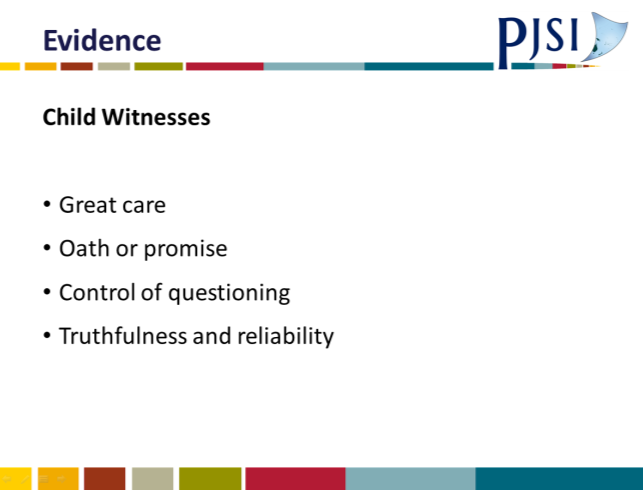 Evidence
PJSI
Child Witnesses
• Great care
• Oath or promise
• Control of questioning
• Truthfulness and reliability